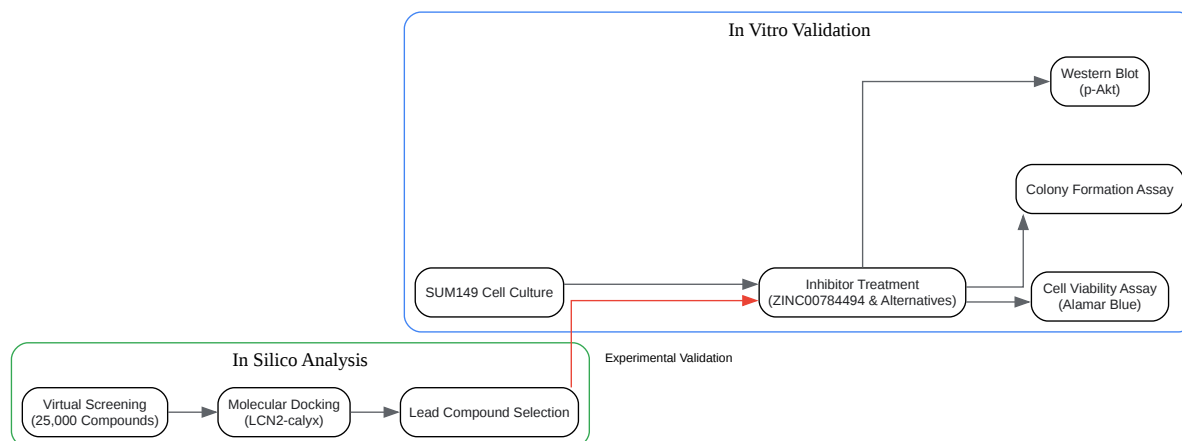 In Vitro Validation
Western Blot
(p-Akt)
Colony Formation Assay
SUM149 Cell Culture
Inhibitor Treatment
(ZINC00784494 & Alternatives)
Cell Viability Assay
(Alamar Blue)
In Silico Analysis
Experimental Validation
Virtual Screening
(25,000 Compounds)
Molecular Docking
(LCN2-calyx)
Lead Compound Selection